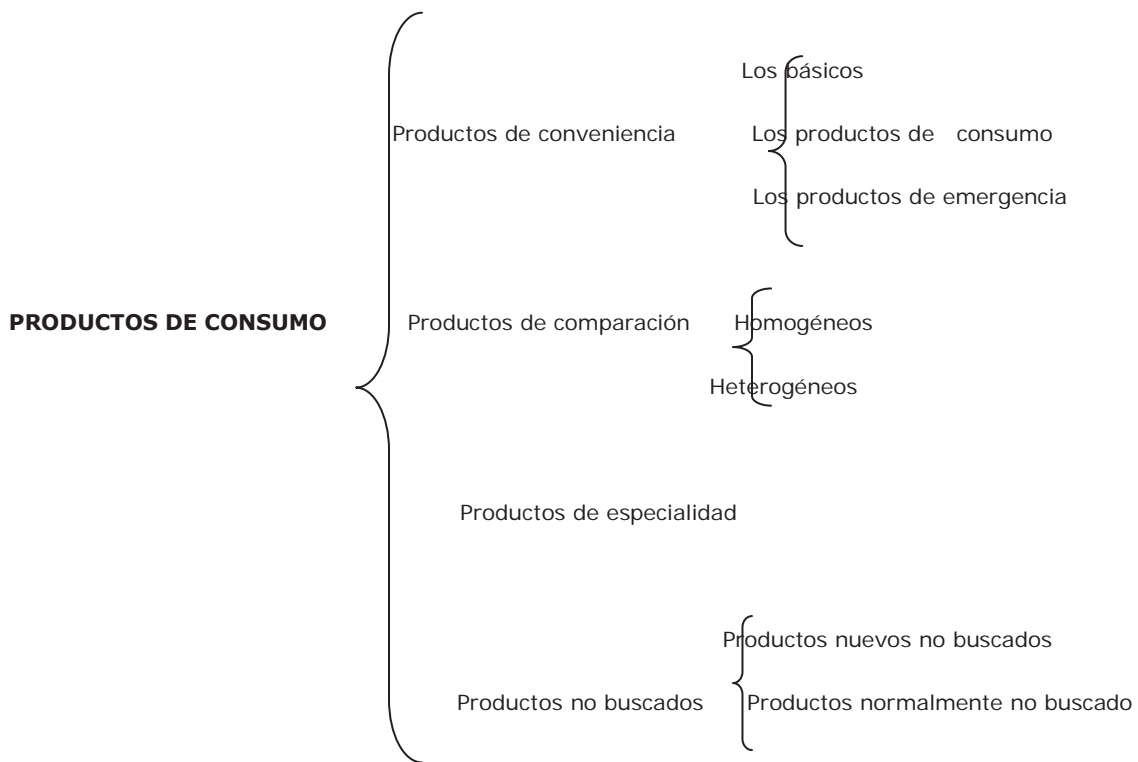 Los básicos
Productos de conveniencia Los productos de consumo
Los productos de emergencia
PRODUCTOS DE CONSUMO Productos de comparación Homogéneos
Heterogéneos
Productos de especialidad
Productos nuevos no buscados
Productos no buscados Productos normalmente no buscado